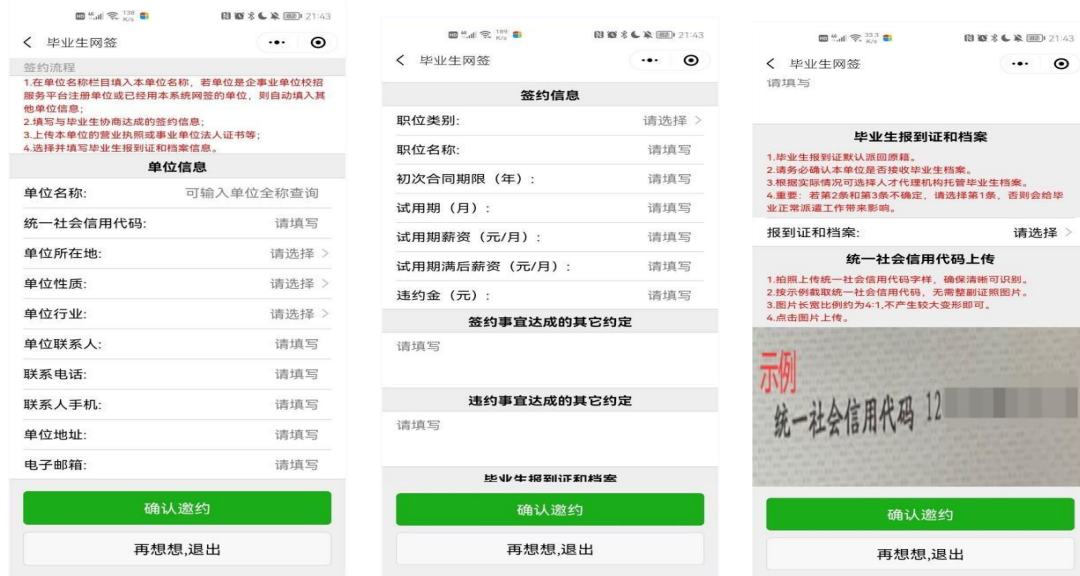 HD 46 138 K/s 21:43
毕业生网签
签约流程
1.在单位名称栏目填入本单位名称，若单位是企事业单位校招
服务平台注册单位或已经用本系统网签的单位，则自动填入其
他单位信息；
2.填写与毕业生协商达成的签约信息；
3.上传本单位的营业执照或事业单位法人证书等；
4.选择并填写毕业生报到证和档案信息。
单位信息
单位名称: 可输入单位全称查询
统一社会信用代码: 请填写
单位所在地: 请选择 >
单位性质: 请选择 >
单位行业: 请选择 >
单位联系人: 请填写
联系电话: 请填写
联系人手机: 请填写
单位地址: 请填写
电子邮箱: 请填写
确认邀约
再想想,退出
HD 46 189 K/s 21:43
毕业生网签
签约信息
职位类别: 请选择 >
职位名称: 请填写
初次合同期限（年）: 请填写
试用期（月）: 请填写
试用期薪资（元/月）: 请填写
试用期满后薪资（元/月）: 请填写
违约金（元）: 请填写
签约事宜达成的其它约定
请填写
违约事宜达成的其它约定
请填写
毕业生报到证和档案
确认邀约
再想想,退出
HD 46 33.3 K/s 21:43
毕业生网签
请填写
毕业生报到证和档案
1.毕业生报到证默认派回原籍。
2.请务必确认本单位是否接收毕业生档案。
3.根据实际情况可选择人才代理机构托管毕业生档案。
4.重要：若第2条和第3条不确定，请选择第1条，否则会给毕
业正常派遣工作带来影响。
报到证和档案: 请选择 >
统一社会信用代码上传
1.拍照上传统一社会信用代码字样，确保清晰可识别。
2.按示例截取统一社会信用代码，无需整副证照图片。
3.图片长宽比例约为4:1,不产生较大变形即可。
4.点击图片上传。
示例
统一社会信用代码 12
确认邀约
再想想,退出